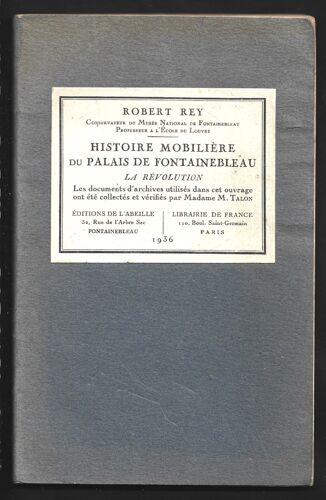 ROBERT REY
Conservateur du Musée National de Fontainebleau
Professeur a l'École du Louvre
HISTOIRE MOBILIÈRE
DU PALAIS DE FONTAINEBLEAU
LA RÉVOLUTION
Les documents d'archives utilisés dans cet ouvrage
ont été collectés et vérifiés par Madame M. Talon
ÉDITIONS DE L'ABEILLE
32, Rue de l'Arbre Sec
FONTAINEBLEAU
LIBRAIRIE DE FRANCE
110, Boul. Saint-Germain
PARIS
1936